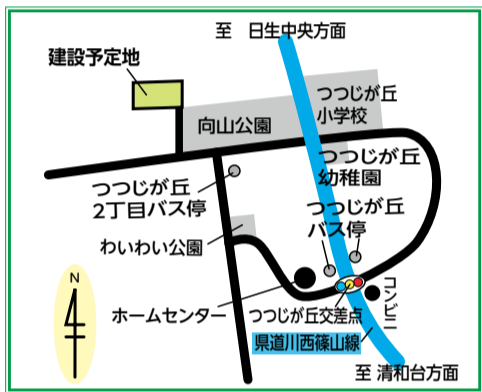 至 日生中央方面
建設予定地
つつじが丘
小学校
向山公園
つつじが丘
幼稚園
つつじが丘
2丁目バス停
つつじが丘
バス停
わいわい公園
N
コンビニ
ホームセンター
つつじが丘交差点
県道川西篠山線
至 清和台方面